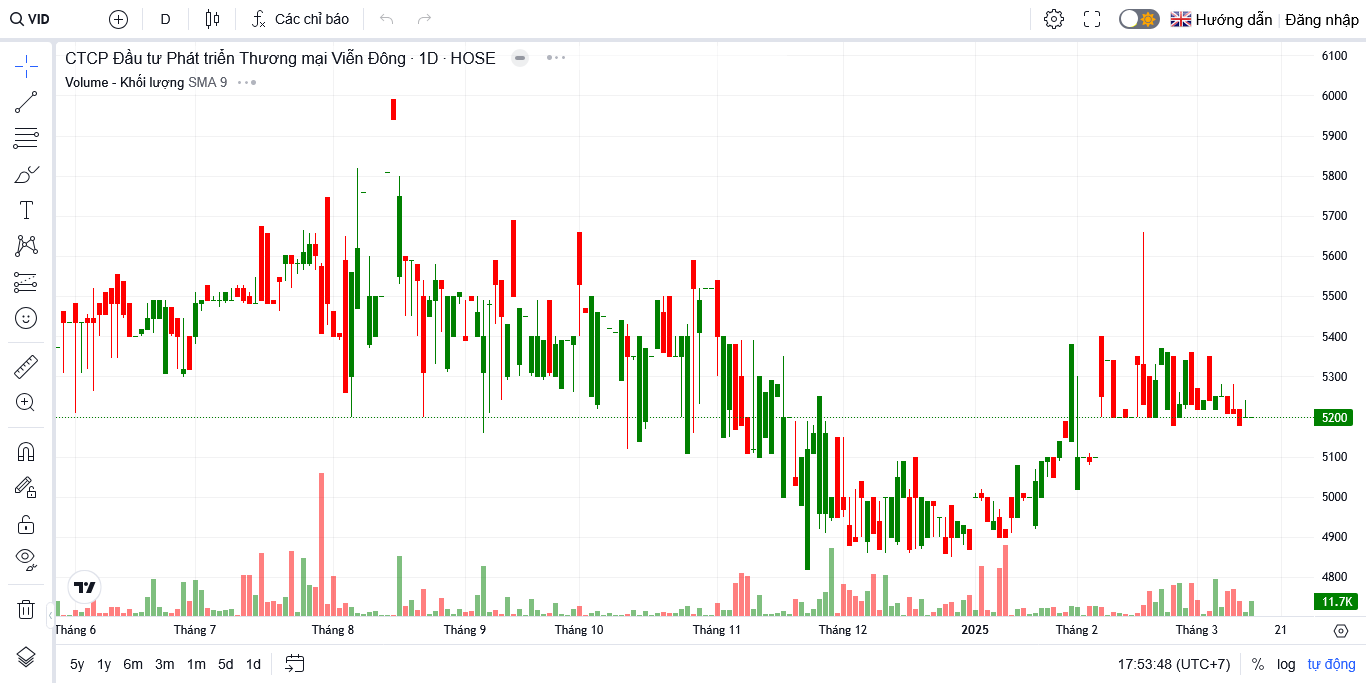 VID D Các chỉ báo Hướng dẫn Đăng nhập
CTCP Đầu tư Phát triển Thương mại Viễn Đông · 1D · HOSE
Volume - Khối lượng SMA 9
6100
6000
5900
5800
5700
5600
5500
5400
5300
5200
5100
5000
4900
4800
11.7K
Tháng 6 Tháng 7 Tháng 8 Tháng 9 Tháng 10 Tháng 11 Tháng 12 2025 Tháng 2 Tháng 3 21
5y 1y 6m 3m 1m 5d 1d 17:53:48 (UTC+7) % log tự động